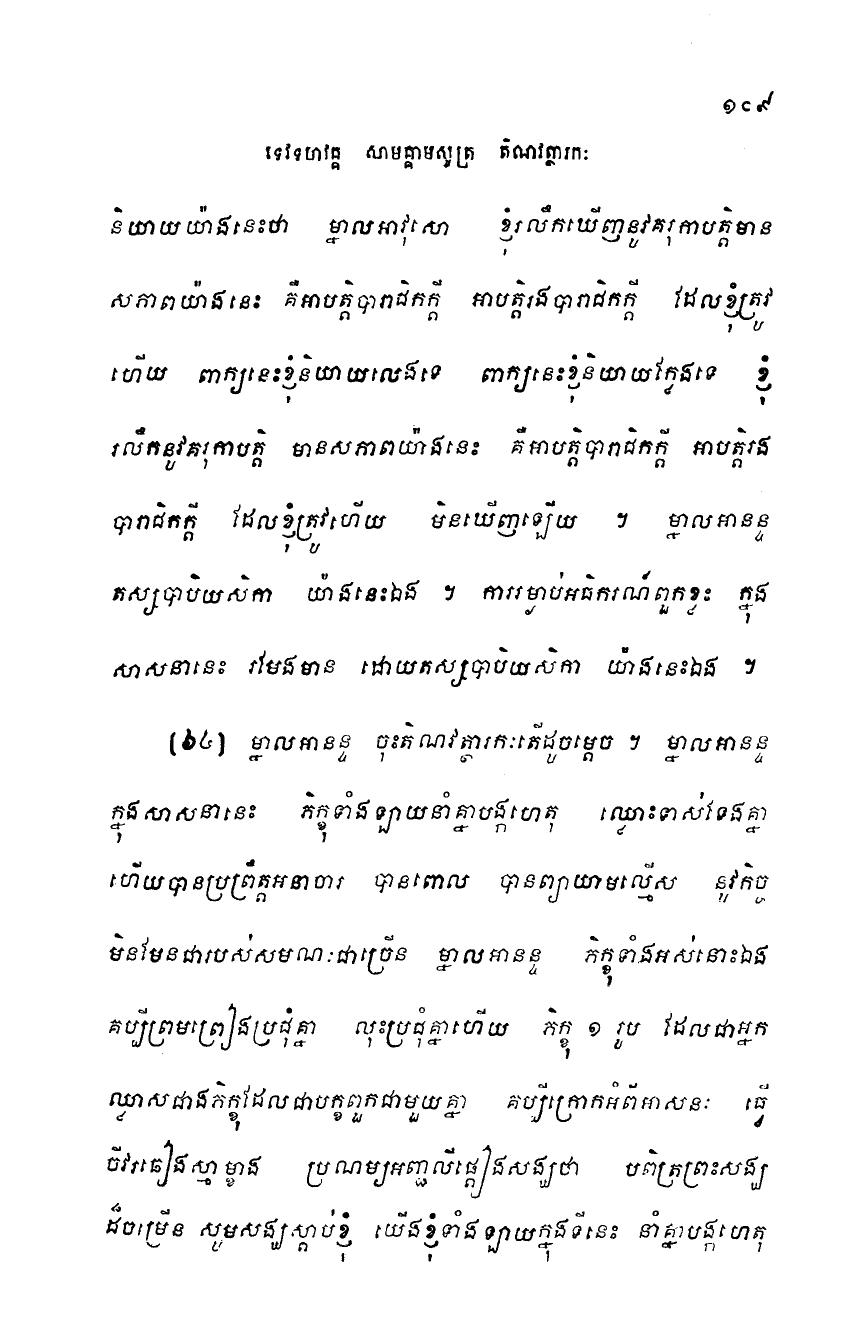 ១៨៩
ទេវទហវគ្គ សាមគ្គាមសូត្រ តិណវត្ថារកៈ
និយាយយ៉ាងនេះថា ម្នាលអាវុសោ ខ្ញុំរលឹកឃើញនូវគរុកាបត្តិមាន
សភាពយ៉ាងនេះ គឺអាបត្តិបារាជិកក្តី អាបត្តិរងបារាជិកក្តី ដែលខ្ញុំត្រូវ
ហើយ ពាក្យនេះខ្ញុំនិយាយលេងទេ ពាក្យនេះខ្ញុំនិយាយក្លែងទេ ខ្ញុំ
រលឹកនូវគរុកាបត្តិ មានសភាពយ៉ាងនេះ គឺអាបត្តិបារាជិកក្តី អាបត្តិរង
បារាជិកក្តី ដែលខ្ញុំត្រូវហើយ មិនឃើញឡើយ ។ ម្នាលអានន្ទ
តស្សបាបិយសិកា យ៉ាងនេះឯង ។ ការរម្ងាប់អធិករណ៍ពួកខ្លះ ក្នុង
សាសនានេះ រមែងមាន ដោយតស្សបាបិយសិកា យ៉ាងនេះឯង ។
(៦៤) ម្នាលអានន្ទ ចុះតិណវត្ថារកៈតើដូចម្តេច ។ ម្នាលអានន្ទ
ក្នុងសាសនានេះ ភិក្ខុទាំងឡាយនាំគ្នាបង្កហេតុ ឈ្លោះទាស់ទែងគ្នា
ហើយបានប្រព្រឹត្តអនាចារ បានពោល បានព្យាយាមល្មើស នូវកិច្ច
មិនមែនជារបស់សមណៈជាច្រើន ម្នាលអានន្ទ ភិក្ខុទាំងអស់នោះឯង
គប្បីព្រមព្រៀងប្រជុំគ្នា លុះប្រជុំគ្នាហើយ ភិក្ខុ ១ រូប ដែលជាអ្នក
ឈ្លាសជាងភិក្ខុដែលជាបក្ខពួកជាមួយគ្នា គប្បីក្រោកអំពីអាសនៈ ធ្វើ
ចីវរឆៀងស្មាម្ខាង ប្រណម្យអញ្ជលីផ្តៀងសង្ឃថា បពិត្រព្រះសង្ឃ
ដ៏ចម្រើន សូមសង្ឃស្តាប់ខ្ញុំ យើងខ្ញុំទាំងឡាយក្នុងទីនេះ នាំគ្នាបង្កហេតុ